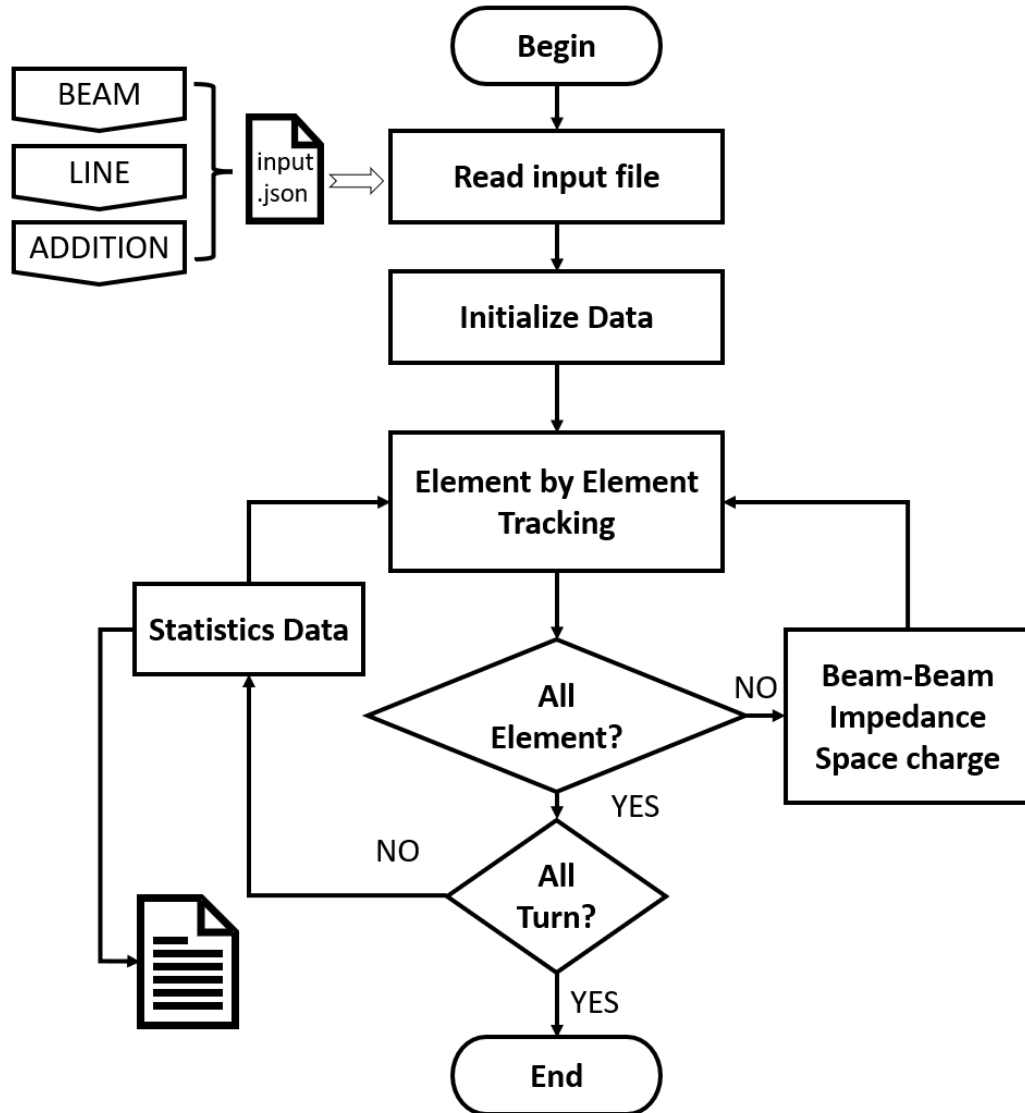 Begin
BEAM
LINE
ADDITION
input
.json
Read input file
Initialize Data
Element by Element
Tracking
Statistics Data
All
Element?
NO
Beam-Beam
Impedance
Space charge
YES
NO
All
Turn?
YES
End